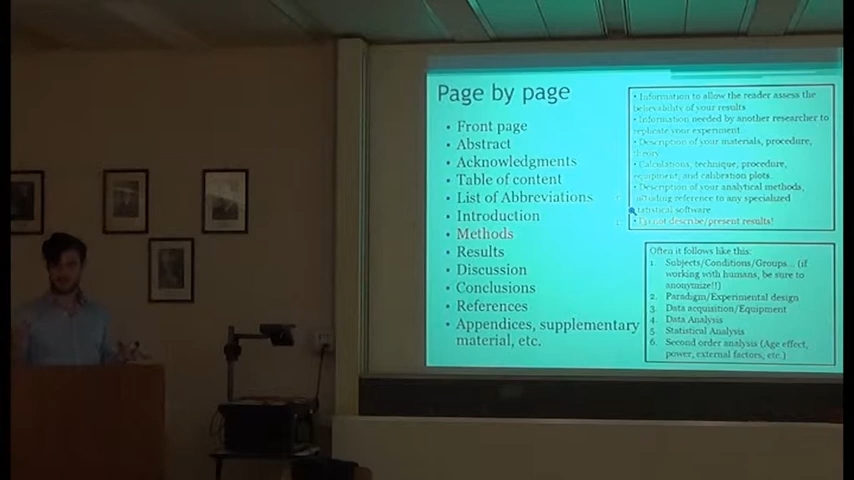 Page by page
• Front page
• Abstract
• Acknowledgments
• Table of content
• List of Abbreviations
• Introduction
• Methods
• Results
• Discussion
• Conclusions
• References
• Appendices, supplementary
material, etc.
• Information to allow the reader assess the
believability of your results
• Information needed by another researcher to
replicate your experiment
• Description of your materials, procedure,
theory
• Calculations, technique, procedure,
equipment, and calibration plots.
• Description of your analytical methods,
including reference to any specialized
statistical software
• Do not describe/present results!
Often it follows like this:
1. Subjects/Conditions/Groups... (if
working with humans, be sure to
anonymize!!)
2. Paradigm/Experimental design
3. Data acquisition/Equipment
4. Data Analysis
5. Statistical Analysis
6. Second order analysis (Age effect,
power, external factors, etc.)